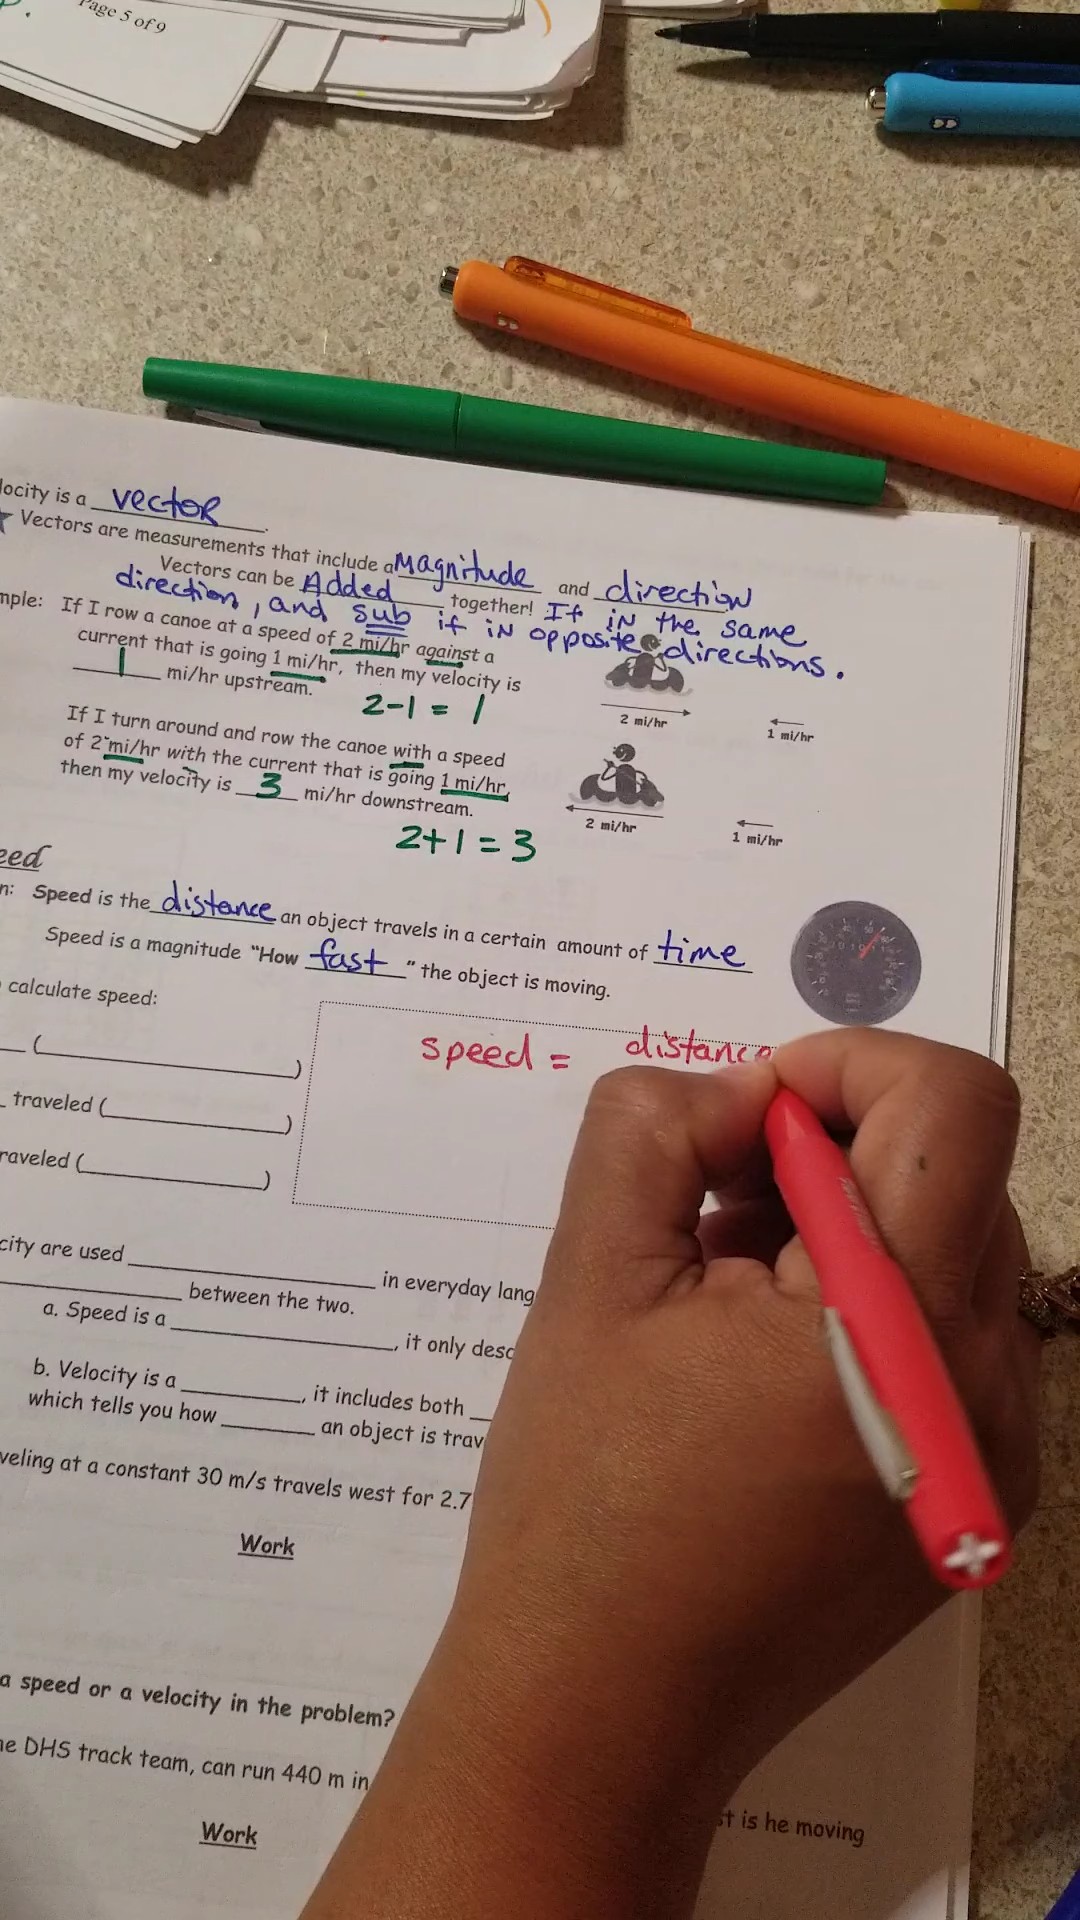 Page 5 of 9
locity is a vector.
Vectors are measurements that include a Magnitude and direction
Vectors can be Added together! If in the same
direction, and sub if in opposite directions.
mple: If I row a canoe at a speed of 2 mi/hr against a
current that is going 1 mi/hr, then my velocity is
1 mi/hr upstream.
2-1 = 1
2 mi/hr
1 mi/hr
If I turn around and row the canoe with a speed
of 2 mi/hr with the current that is going 1 mi/hr,
then my velocity is 3 mi/hr downstream.
2+1 = 3
2 mi/hr
1 mi/hr
eed
n: Speed is the distance an object travels in a certain amount of time
Speed is a magnitude "How fast" the object is moving.
calculate speed:
speed = distance
( )
traveled ( )
raveled ( )
city are used ____ in everyday lang
____ between the two.
a. Speed is a ____, it only desc
b. Velocity is a ____, it includes both ____
which tells you how ____ an object is trav
veling at a constant 30 m/s travels west for 2.7
Work
a speed or a velocity in the problem?
he DHS track team, can run 440 m in
st is he moving
Work